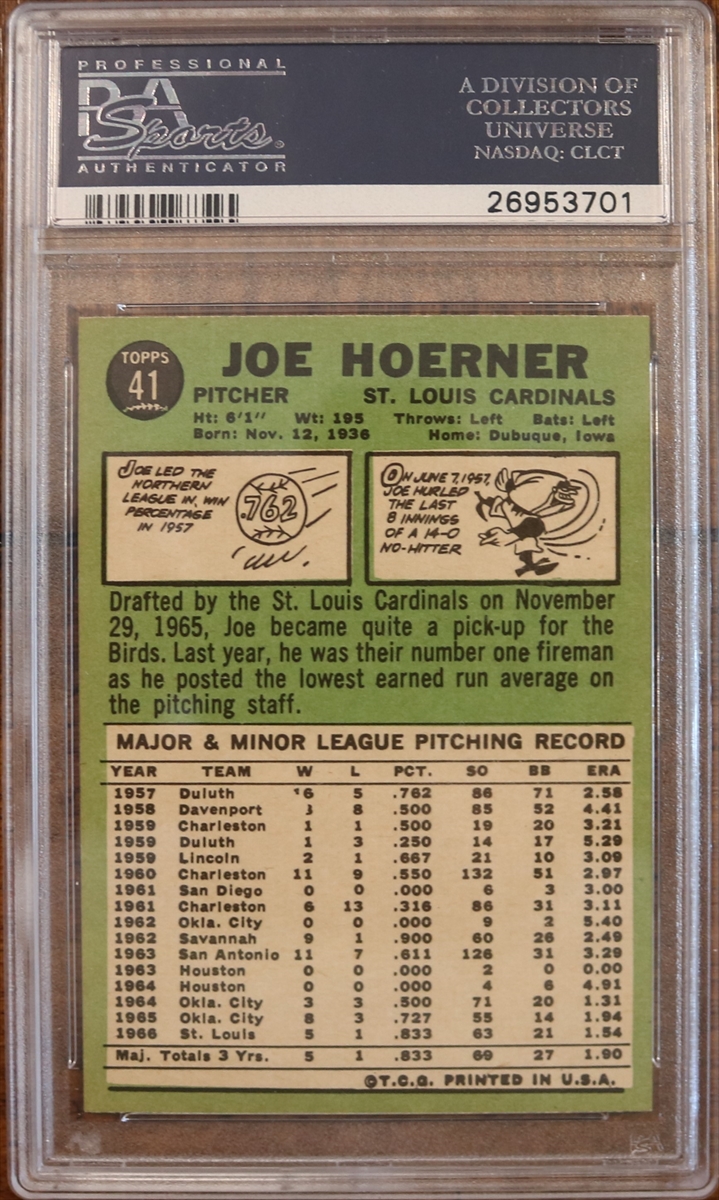 PROFESSIONAL
PSA
Sports
AUTHENTICATOR
A DIVISION OF
COLLECTORS
UNIVERSE
NASDAQ: CLCT
26953701
TOPPS
41
JOE HOERNER
PITCHER ST. LOUIS CARDINALS
Ht: 6'1" Wt: 195 Throws: Left Bats: Left
Born: Nov. 12, 1936 Home: Dubuque, Iowa
JOE LED THE
NORTHERN
LEAGUE IN WIN
PERCENTAGE
IN 1957
.762
ON JUNE 7, 1957,
JOE HURLED
THE LAST
8 INNINGS
OF A 14-0
NO-HITTER
Drafted by the St. Louis Cardinals on November
29, 1965, Joe became quite a pick-up for the
Birds. Last year, he was their number one fireman
as he posted the lowest earned run average on
the pitching staff.
MAJOR & MINOR LEAGUE PITCHING RECORD
YEAR TEAM W L PCT. SO BB ERA
1957 Duluth 6 5 .762 86 71 2.58
1958 Davenport 8 .500 85 52 4.41
1959 Charleston 1 1 .500 19 20 3.21
1959 Duluth 1 3 .250 14 17 5.29
1959 Lincoln 2 1 .667 21 10 3.09
1960 Charleston 11 9 .550 132 51 2.97
1961 San Diego 0 0 .000 6 3 3.00
1961 Charleston 6 13 .316 86 31 3.11
1962 Okla. City 0 0 .000 9 2 5.40
1962 Savannah 9 1 .900 60 26 2.49
1963 San Antonio 11 7 .611 126 31 3.29
1963 Houston 0 0 .000 2 0 0.00
1964 Houston 0 0 .000 4 6 4.91
1964 Okla. City 3 3 .500 71 20 1.31
1965 Okla. City 8 3 .727 55 14 1.94
1966 St. Louis 5 1 .833 63 21 1.54
Maj. Totals 3 Yrs. 5 1 .833 69 27 1.90
©T.C.G. PRINTED IN U.S.A.